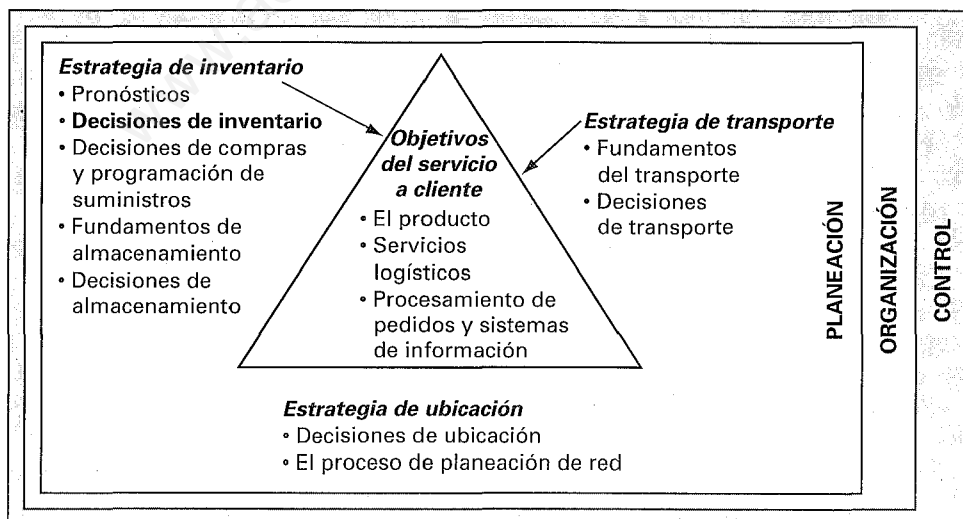 Estrategia de inventario
• Pronósticos
• Decisiones de inventario
• Decisiones de compras
y programación de
suministros
• Fundamentos de
almacenamiento
• Decisiones de
almacenamiento
Objetivos
del servicio
a cliente
• El producto
• Servicios
logísticos
• Procesamiento de
pedidos y sistemas
de información
Estrategia de transporte
• Fundamentos
del transporte
• Decisiones
de transporte
Estrategia de ubicación
• Decisiones de ubicación
• El proceso de planeación de red
PLANEACIÓN
ORGANIZACIÓN
CONTROL